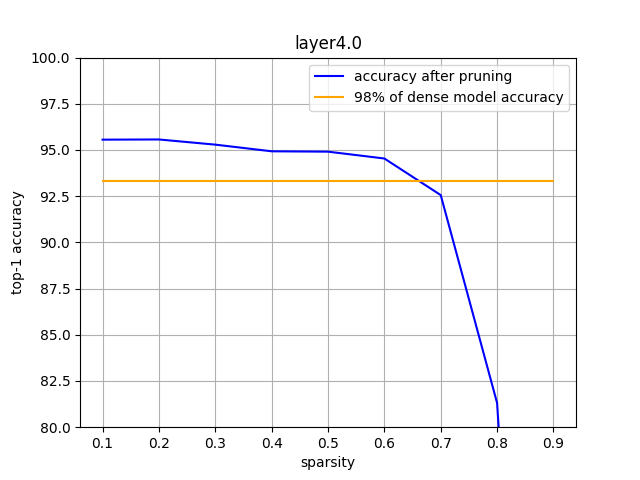 layer4.0
accuracy after pruning
98% of dense model accuracy
top-1 accuracy
100.0
97.5
95.0
92.5
90.0
87.5
85.0
82.5
80.0
0.1 0.2 0.3 0.4 0.5 0.6 0.7 0.8 0.9
sparsity